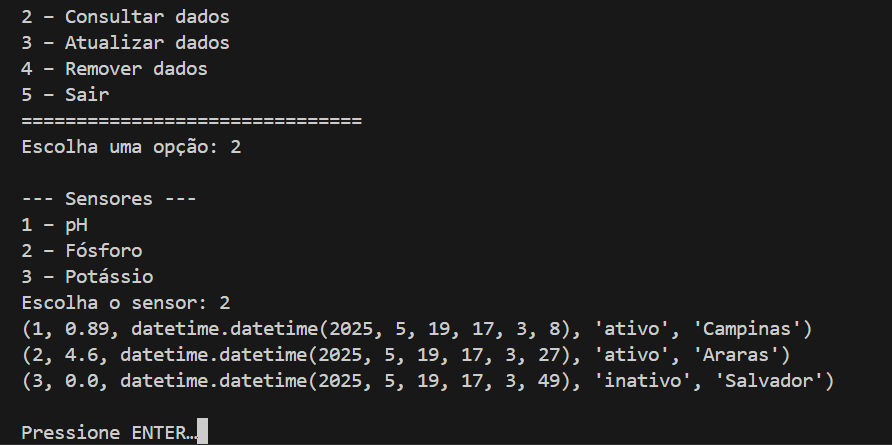 2 – Consultar dados
3 – Atualizar dados
4 – Remover dados
5 – Sair
===============================
Escolha uma opção: 2
--- Sensores ---
1 – pH
2 – Fósforo
3 – Potássio
Escolha o sensor: 2
(1, 0.89, datetime.datetime(2025, 5, 19, 17, 3, 8), 'ativo', 'Campinas')
(2, 4.6, datetime.datetime(2025, 5, 19, 17, 3, 27), 'ativo', 'Araras')
(3, 0.0, datetime.datetime(2025, 5, 19, 17, 3, 49), 'inativo', 'Salvador')
Pressione ENTER…